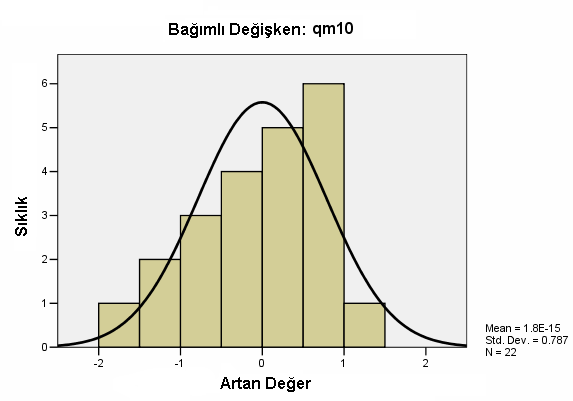 Bağımlı Değişken: qm10
Sıklık
6
5
4
3
2
1
0
-2 -1 0 1 2
Artan Değer
Mean = 1.8E-15
Std. Dev. = 0.787
N = 22